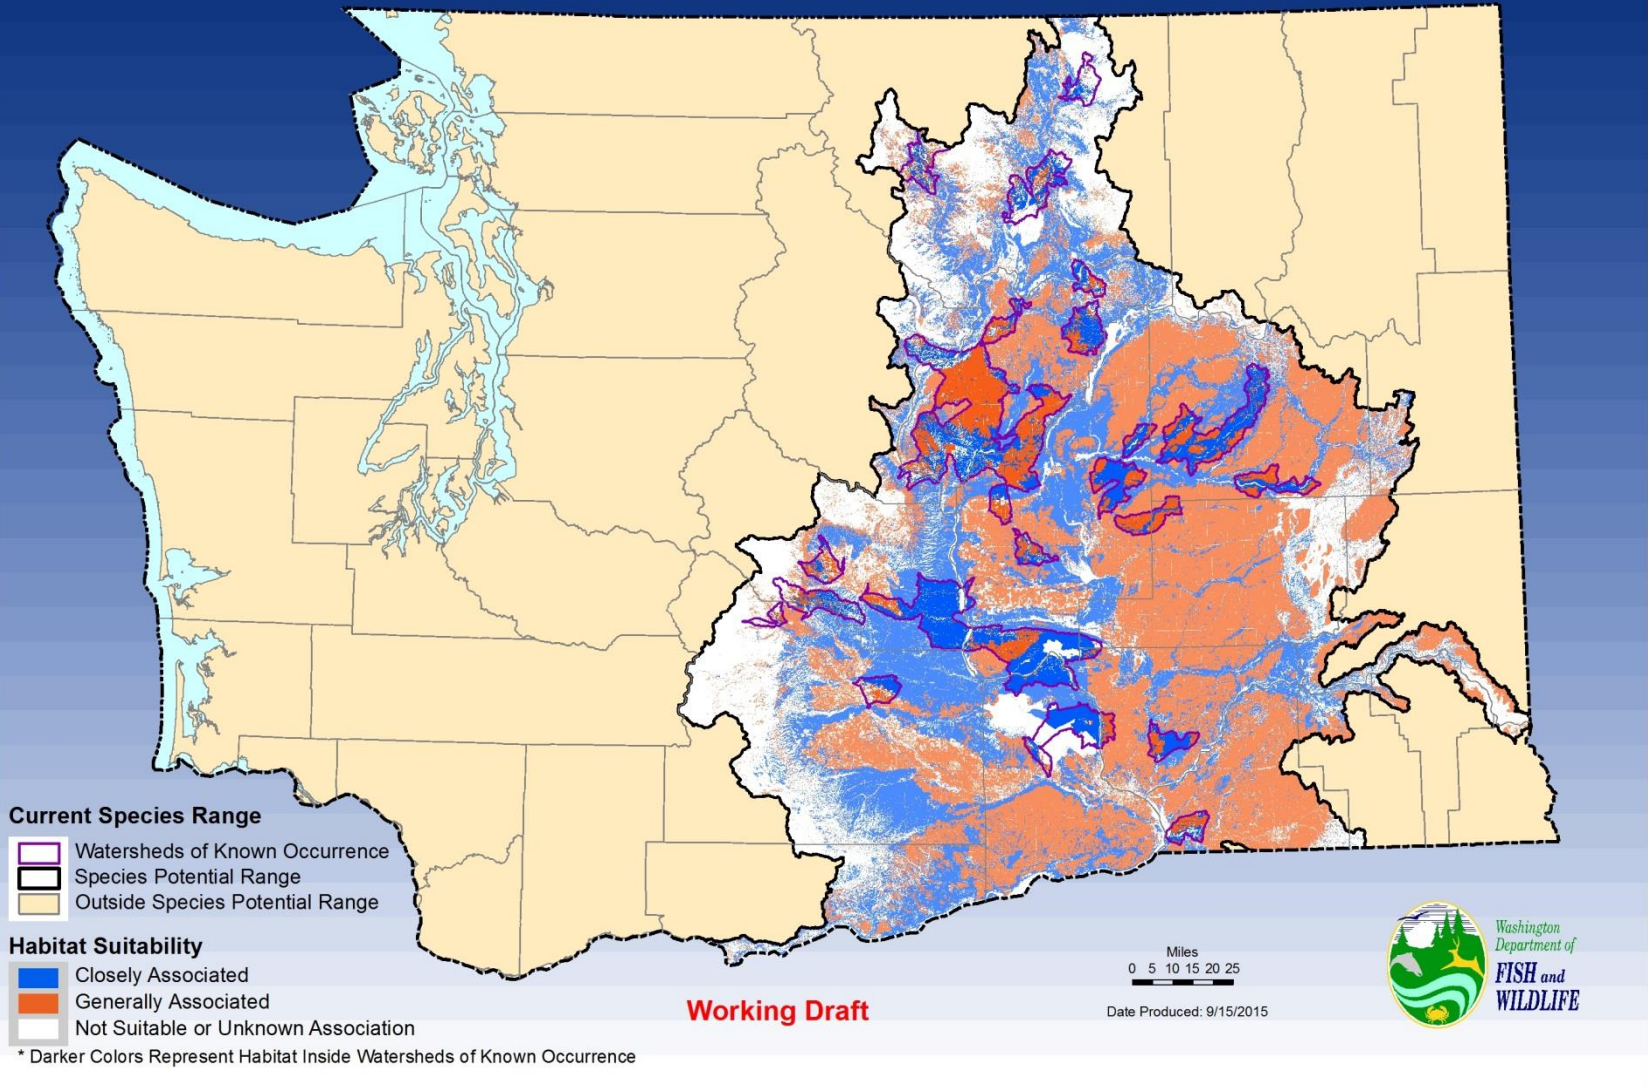 Current Species Range
Watersheds of Known Occurrence
Species Potential Range
Outside Species Potential Range
Habitat Suitability
Closely Associated
Generally Associated
Not Suitable or Unknown Association
* Darker Colors Represent Habitat Inside Watersheds of Known Occurrence
Working Draft
Miles
0 5 10 15 20 25
Date Produced: 9/15/2015
Washington
Department of
FISH and
WILDLIFE